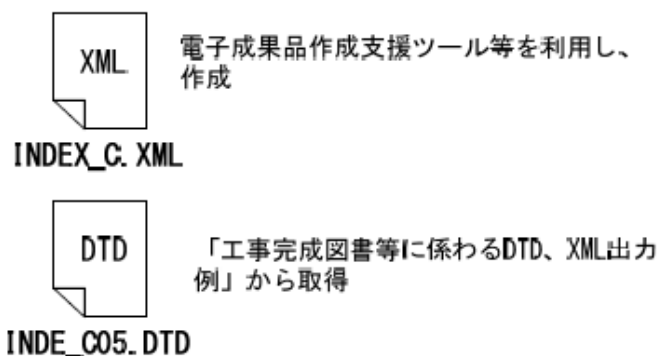 XML
電子成果品作成支援ツール等を利用し、
作成
INDEX_C.XML
DTD
「工事完成図書等に係わるDTD、XML出力
例」から取得
INDE_C05.DTD